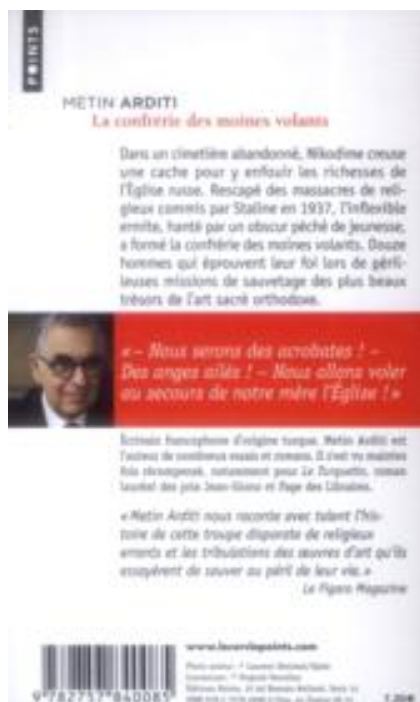 POINTS
METIN ARDITI
La confrérie des moines volants
Dans un cimetière abandonné, Nikodime creuse
une cache pour y enfouir les richesses de
l'Église russe. Rescapé des massacres de reli-
gieux commis par Staline en 1937, l'inflexible
ermite, hanté par un obscur péché de jeunesse,
a formé la confrérie des moines volants. Douze
hommes qui éprouvent leur foi lors de péril-
leuses missions de sauvetage des plus beaux
trésors de l'art sacré orthodoxe.
« – Nous serons des acrobates ! –
Des anges ailés ! – Nous allons voler
au secours de notre mère l'Église ! »
Écrivain francophone d'origine turque, Metin Arditi est
l'auteur de nombreux essais et romans. Il s'est vu maintes
fois récompensé, notamment pour Le Turquetto, roman
lauréat des prix Jean-Giono et Page des Libraires.
« Metin Arditi nous raconte avec talent l'his-
toire de cette troupe disparate de religieux
errants et les tribulations des œuvres d'art qu'ils
essayèrent de sauver au péril de leur vie. »
Le Figaro Magazine
www.lecerclepoints.com
9 782757 840085